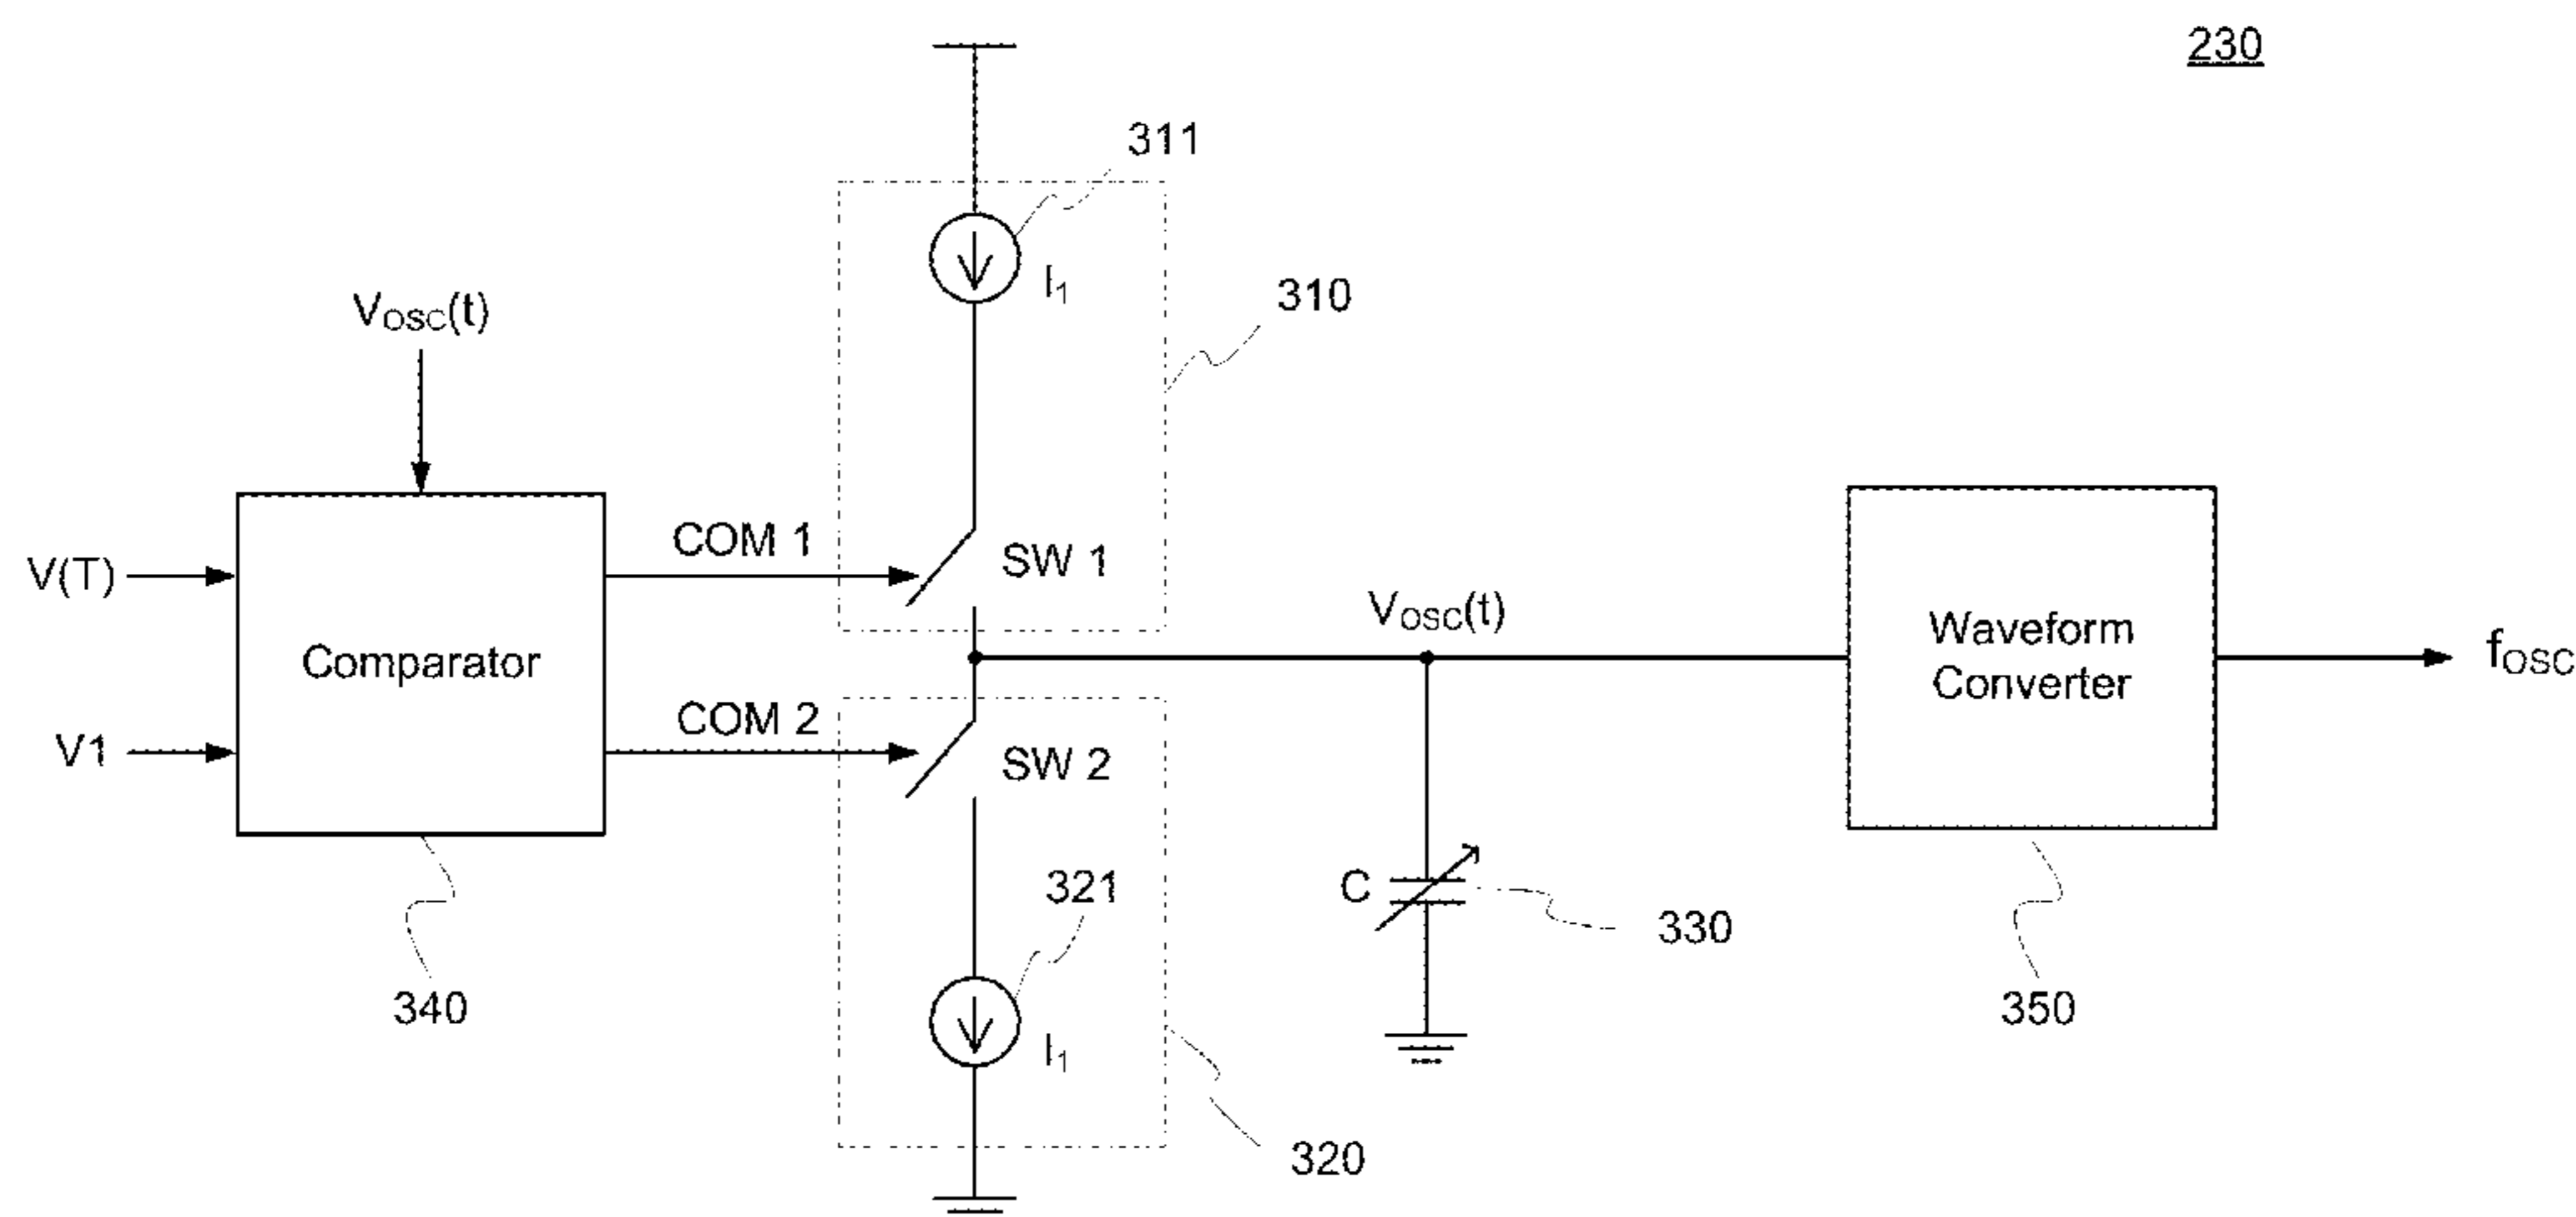 230
311
I1
310
VOSC(t)
COM 1
SW 1
V(T)
Comparator
VOSC(t)
Waveform
Converter
fOSC
V1
COM 2
SW 2
321
C
330
I1
340
350
320